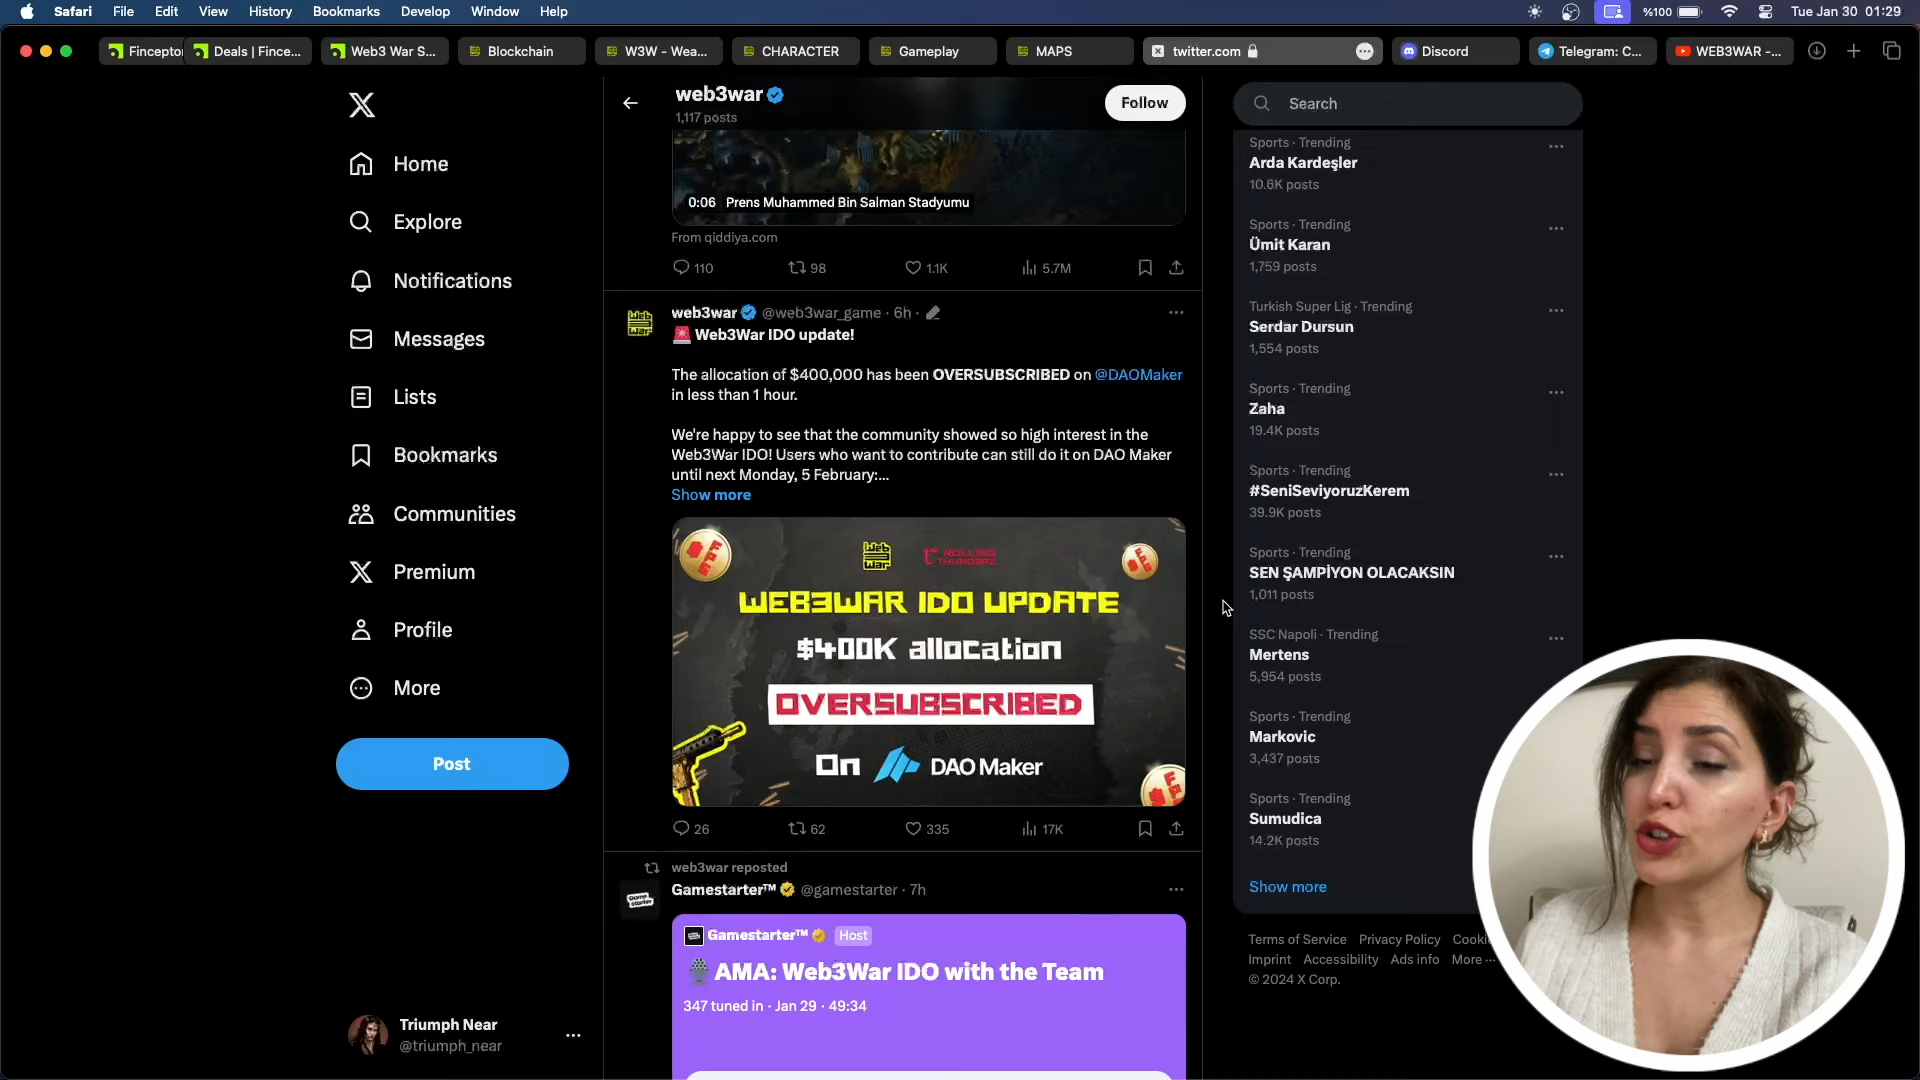 Safari File Edit View History Bookmarks Develop Window Help
%100 Tue Jan 30 01:29
Finceptor
Deals | Fince...
Web3 War S...
Blockchain
W3W - Wea...
CHARACTER
Gameplay
MAPS
twitter.com
Discord
Telegram: C...
WEB3WAR -...
Home
Explore
Notifications
Messages
Lists
Bookmarks
Communities
Premium
Profile
More
Post
Triumph Near
@triumph_near
web3war
1,117 posts
Follow
0:06 Prens Muhammed Bin Salman Stadyumu
From qiddiya.com
110 98 1.1K 5.7M
web3war @web3war_game · 6h ·
Web3War IDO update!
The allocation of $400,000 has been OVERSUBSCRIBED on @DAOMaker
in less than 1 hour.
We're happy to see that the community showed so high interest in the
Web3War IDO! Users who want to contribute can still do it on DAO Maker
until next Monday, 5 February:...
Show more
Web War
ROLLING
THUNDERZ
WEB3WAR IDO UPDATE
$400K allocation
OVERSUBSCRIBED
On DAO Maker
26 62 335 17K
web3war reposted
Gamestarter™ @gamestarter · 7h
Gamestarter™ Host
AMA: Web3War IDO with the Team
347 tuned in · Jan 29 · 49:34
Search
Sports · Trending
Arda Kardeşler
10.6K posts
Sports · Trending
Ümit Karan
1,759 posts
Turkish Super Lig · Trending
Serdar Dursun
1,554 posts
Sports · Trending
Zaha
19.4K posts
Sports · Trending
#SeniSeviyoruzKerem
39.9K posts
Sports · Trending
SEN ŞAMPİYON OLACAKSIN
1,011 posts
SSC Napoli · Trending
Mertens
5,954 posts
Sports · Trending
Markovic
3,437 posts
Sports · Trending
Sumudica
14.2K posts
Show more
Terms of Service Privacy Policy Cooki
Imprint Accessibility Ads info More ...
© 2024 X Corp.